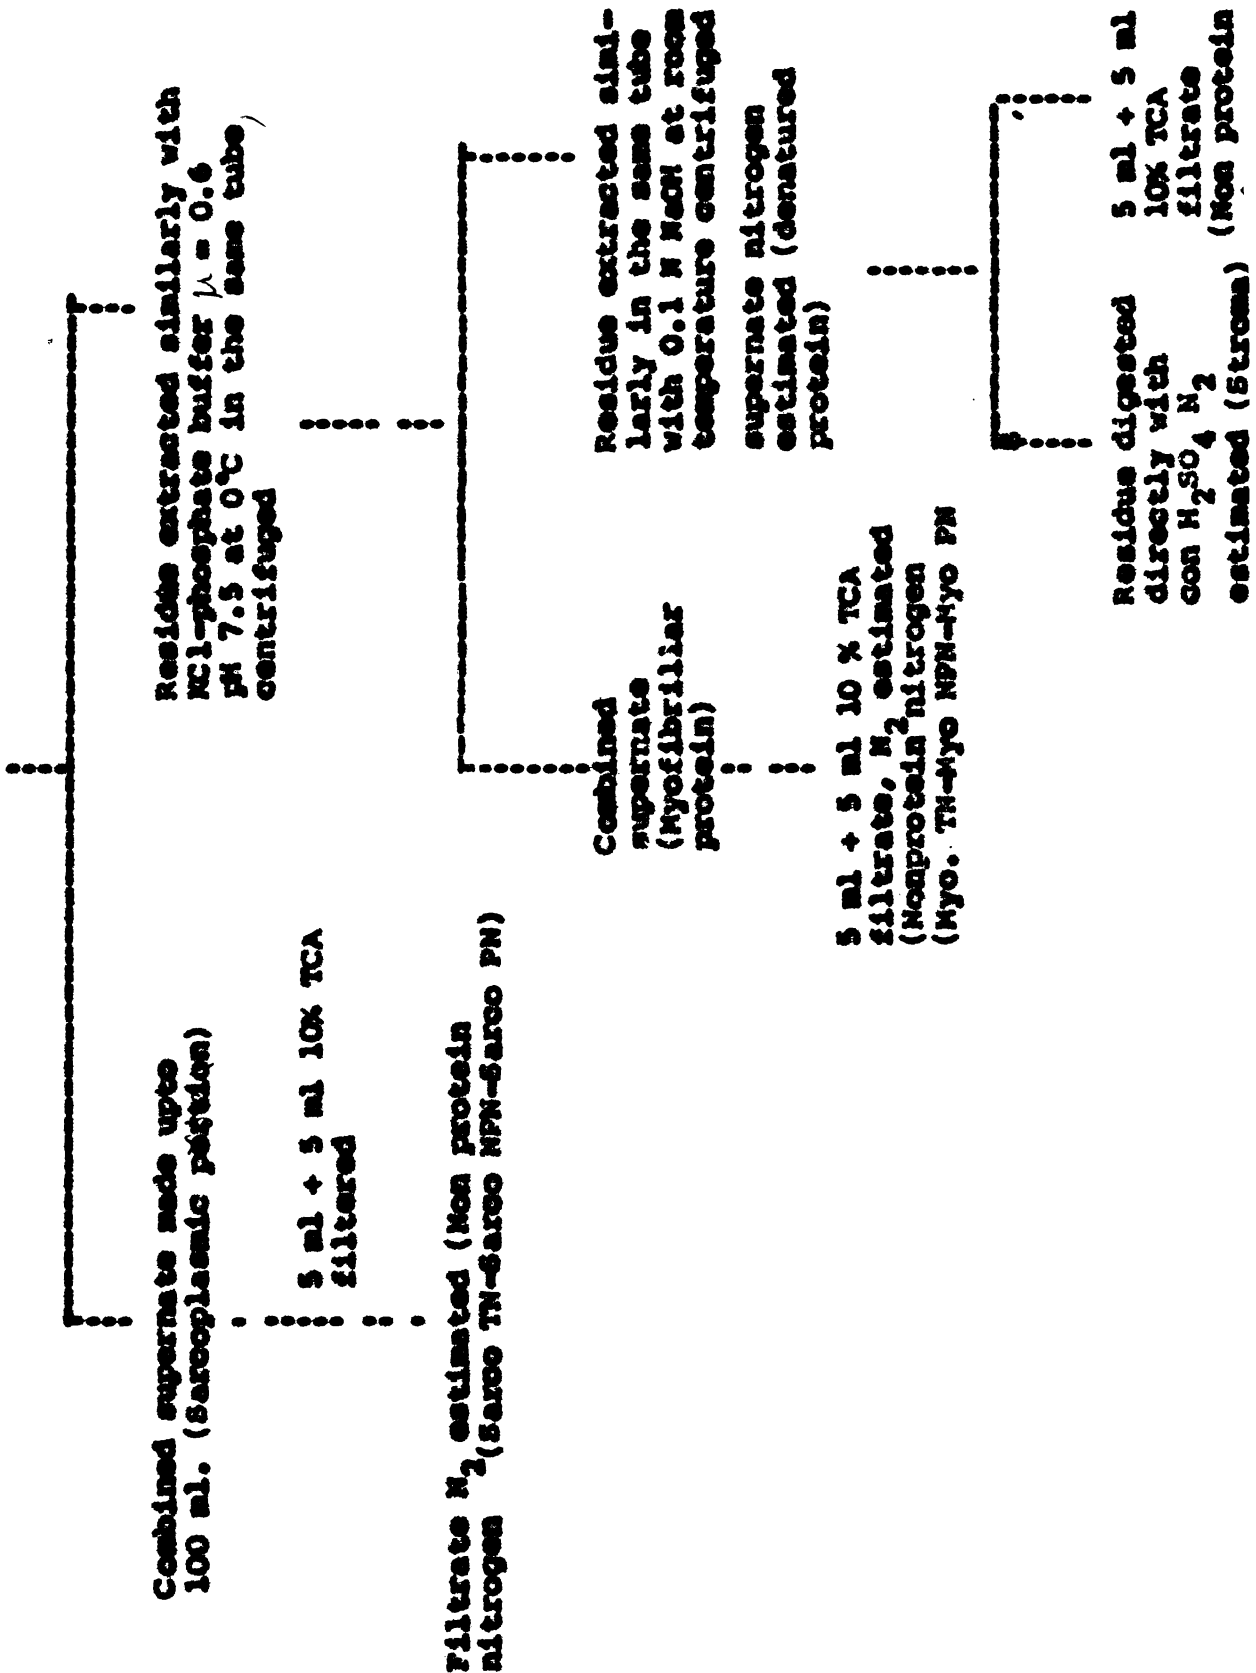 Combined supernate made upto
100 ml. (Sarcoplasmic portion)
5 ml + 5 ml 10% TCA
filtered
Filtrate N2 estimated (Non protein
nitrogen (Sarco TN-Sarco NPN-Sarco PN)
Residue extracted similarly with
KCl-phosphate buffer μ = 0.6
pH 7.5 at 0°C in the same tube)
centrifuged
Combined
supernate
(Myofibrillar
protein)
5 ml + 5 ml 10 % TCA
filtrate, N2 estimated
(Nonprotein nitrogen
(Myo. TN-Myo NPN-Myo PN
Residue extracted simi-
larly in the same tube
with 0.1 N NaOH at room
temperature centrifuged
supernate nitrogen
estimated (denatured
protein)
Residue digested
directly with
con H2SO4 N2
estimated (Stroma)
5 ml + 5 ml
10% TCA
filtrate
(Non protein